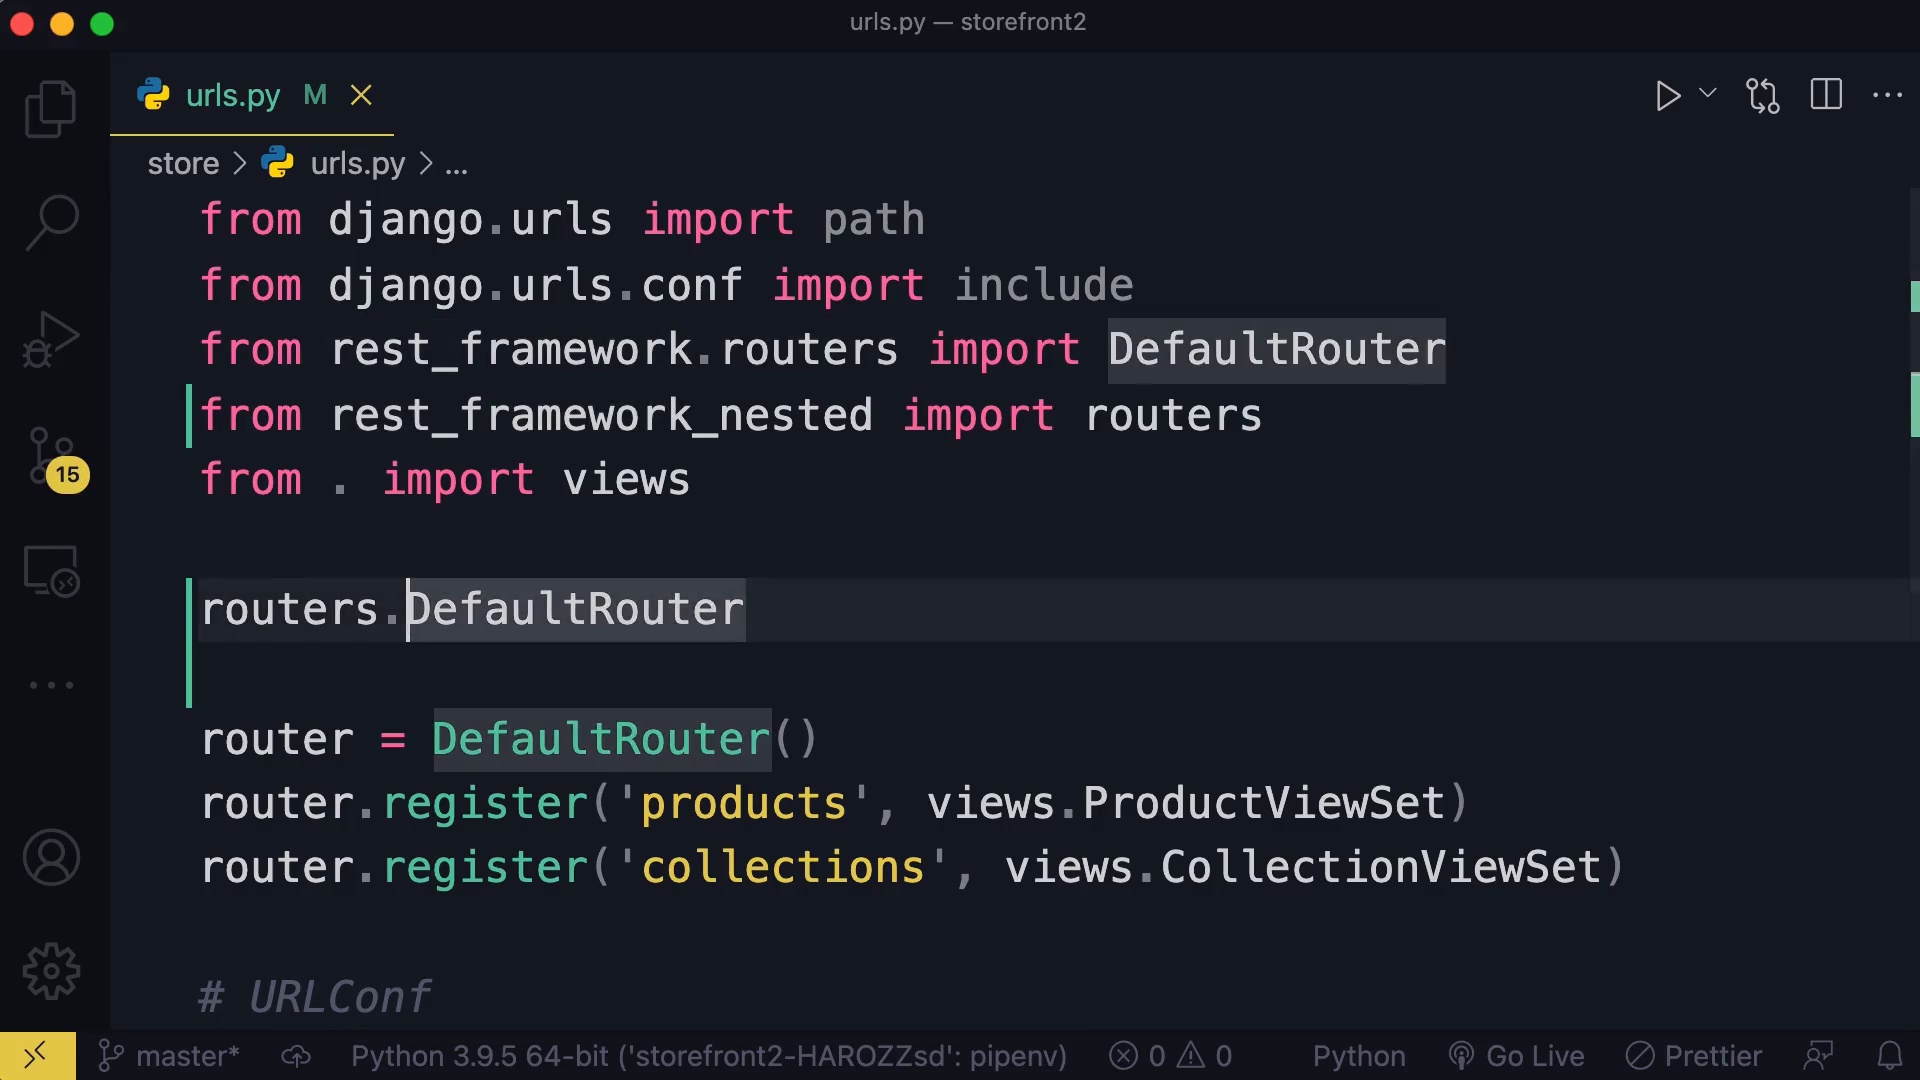 urls.py — storefront2
urls.py M
store > urls.py > ...
from django.urls import path
from django.urls.conf import include
from rest_framework.routers import DefaultRouter
from rest_framework_nested import routers
from . import views
routers.DefaultRouter
router = DefaultRouter()
router.register('products', views.ProductViewSet)
router.register('collections', views.CollectionViewSet)
# URLConf
15
master* Python 3.9.5 64-bit ('storefront2-HAROZZsd': pipenv) 0 0 Python Go Live Prettier